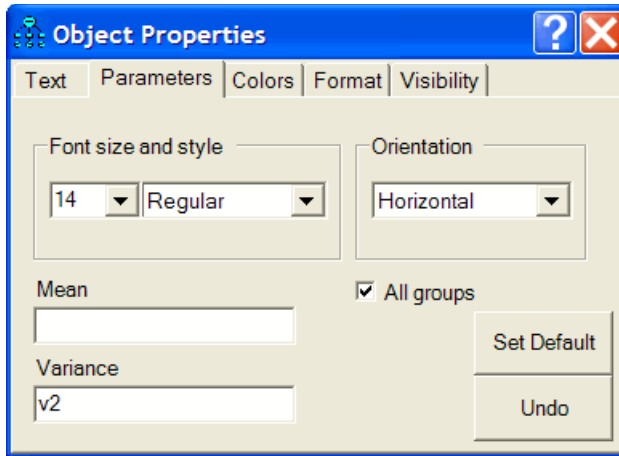 Object Properties
?
Text Parameters Colors Format Visibility
Font size and style
14 Regular
Orientation
Horizontal
Mean
All groups
Variance
v2
Set Default
Undo